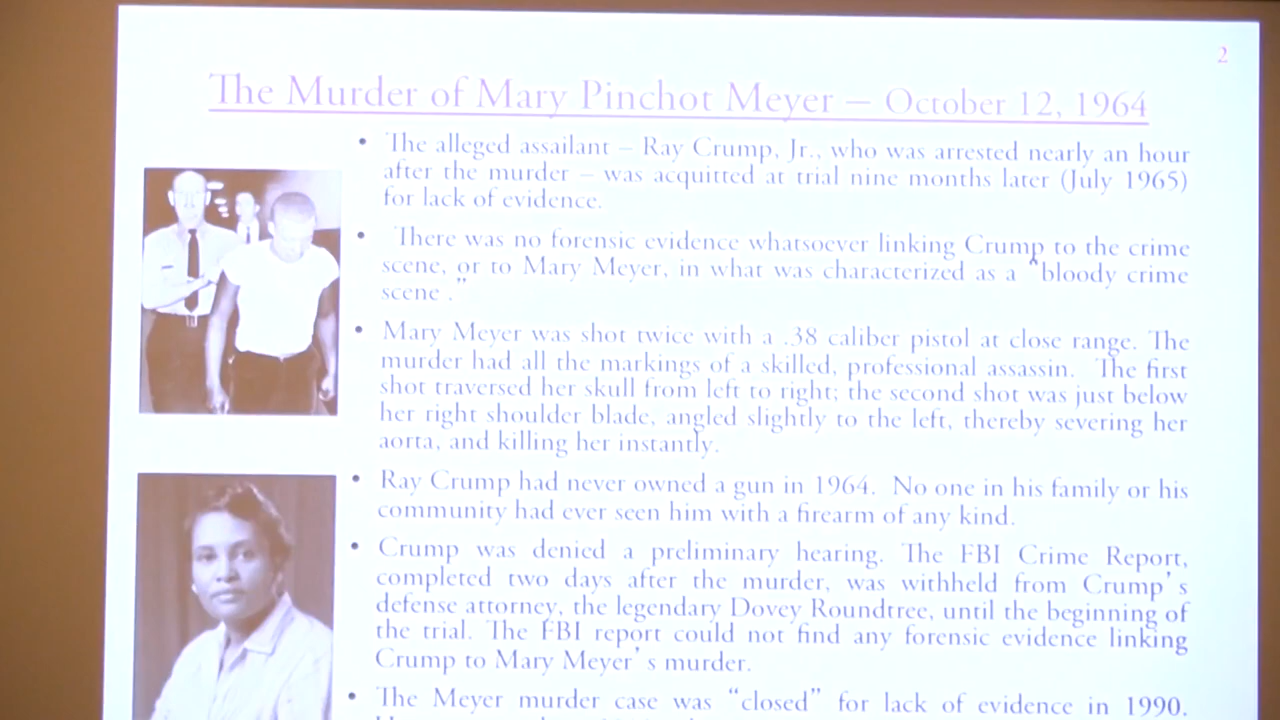 2
The Murder of Mary Pinchot Meyer – October 12, 1964
• The alleged assailant – Ray Crump, Jr., who was arrested nearly an hour
after the murder – was acquitted at trial nine months later (July 1965)
for lack of evidence.
• There was no forensic evidence whatsoever linking Crump to the crime
scene, or to Mary Meyer, in what was characterized as a “bloody crime
scene .”
• Mary Meyer was shot twice with a .38 caliber pistol at close range. The
murder had all the markings of a skilled, professional assassin. The first
shot traversed her skull from left to right; the second shot was just below
her right shoulder blade, angled slightly to the left, thereby severing her
aorta, and killing her instantly.
• Ray Crump had never owned a gun in 1964. No one in his family or his
community had ever seen him with a firearm of any kind.
• Crump was denied a preliminary hearing. The FBI Crime Report,
completed two days after the murder, was withheld from Crump’s
defense attorney, the legendary Dovey Roundtree, until the beginning of
the trial. The FBI report could not find any forensic evidence linking
Crump to Mary Meyer’s murder.
• The Meyer murder case was “closed” for lack of evidence in 1990.